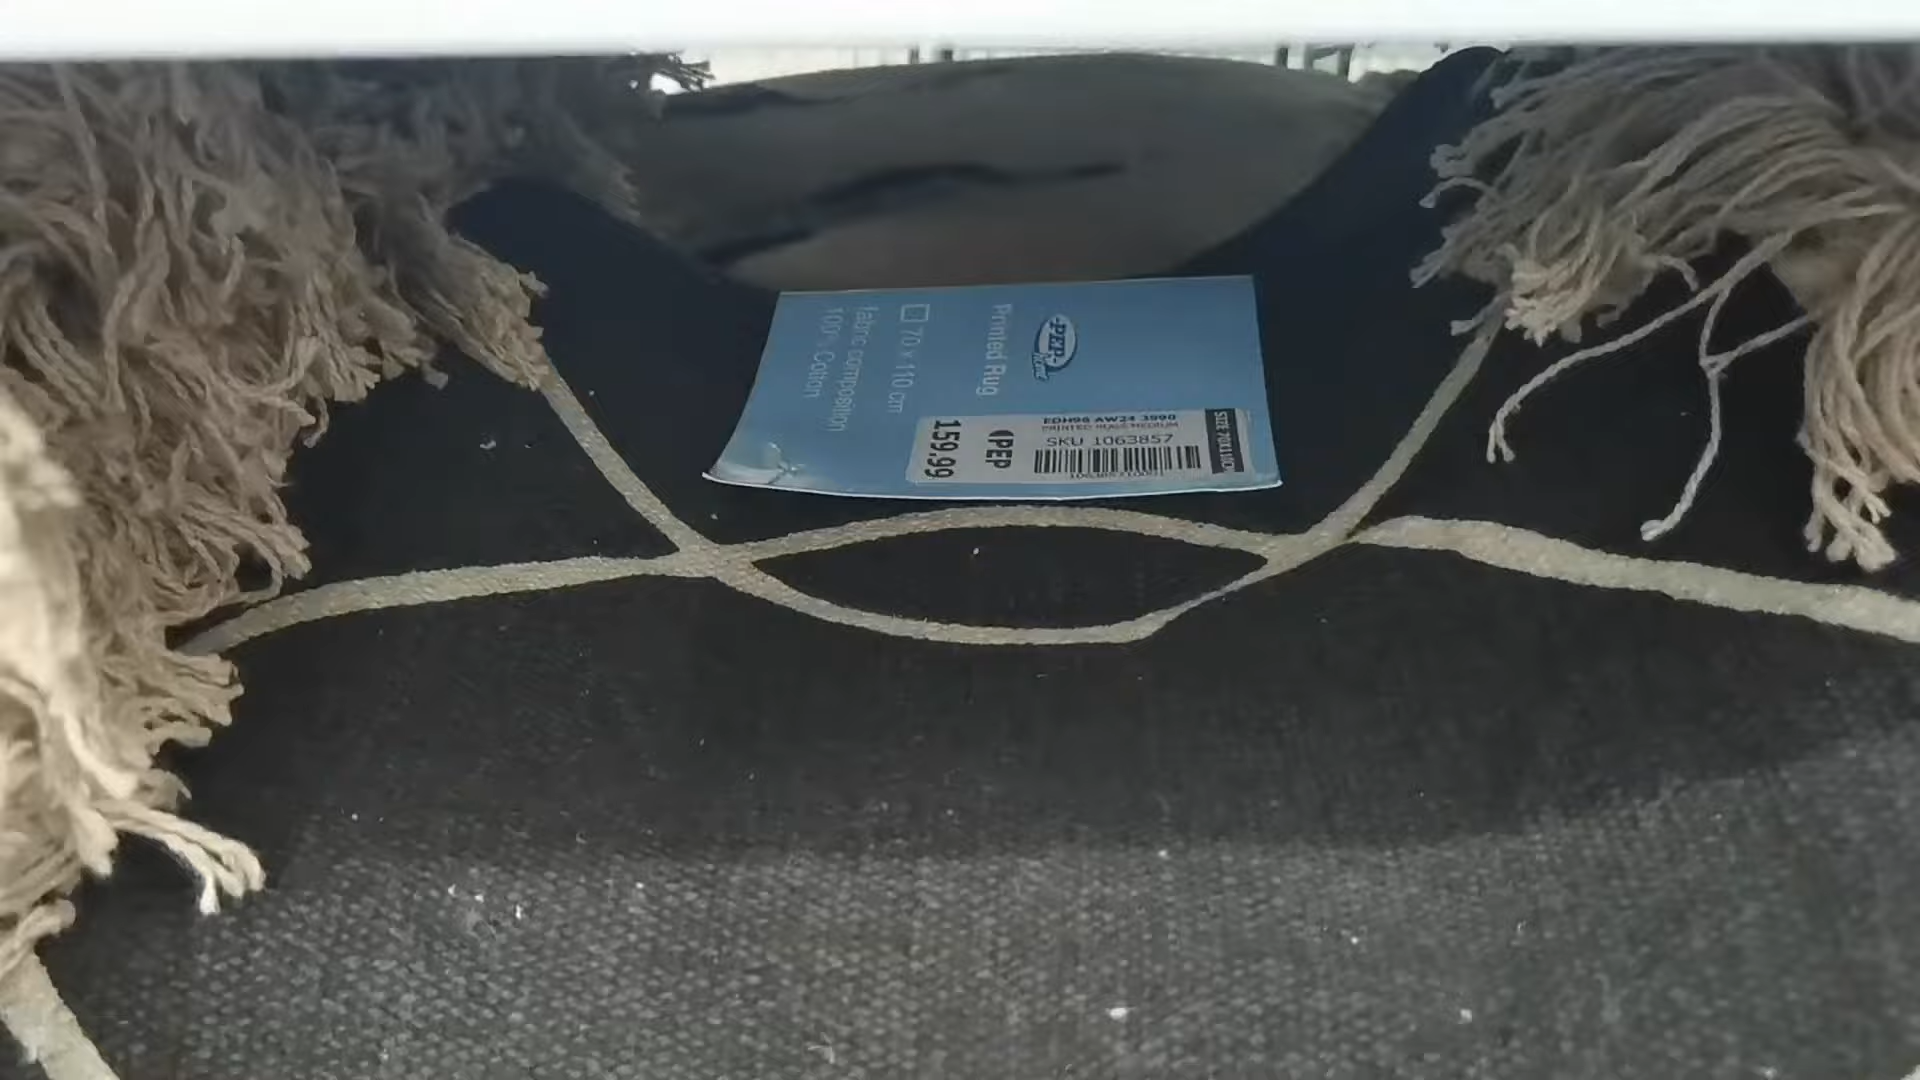 PEP
home
Printed Rug
70 x 110 cm
fabric composition
100% Cotton
SIZE 70X110C
EDH96 AW24 3990
PRINTED RUGS MEDIUM
SKU 1063857
PEP
159.99